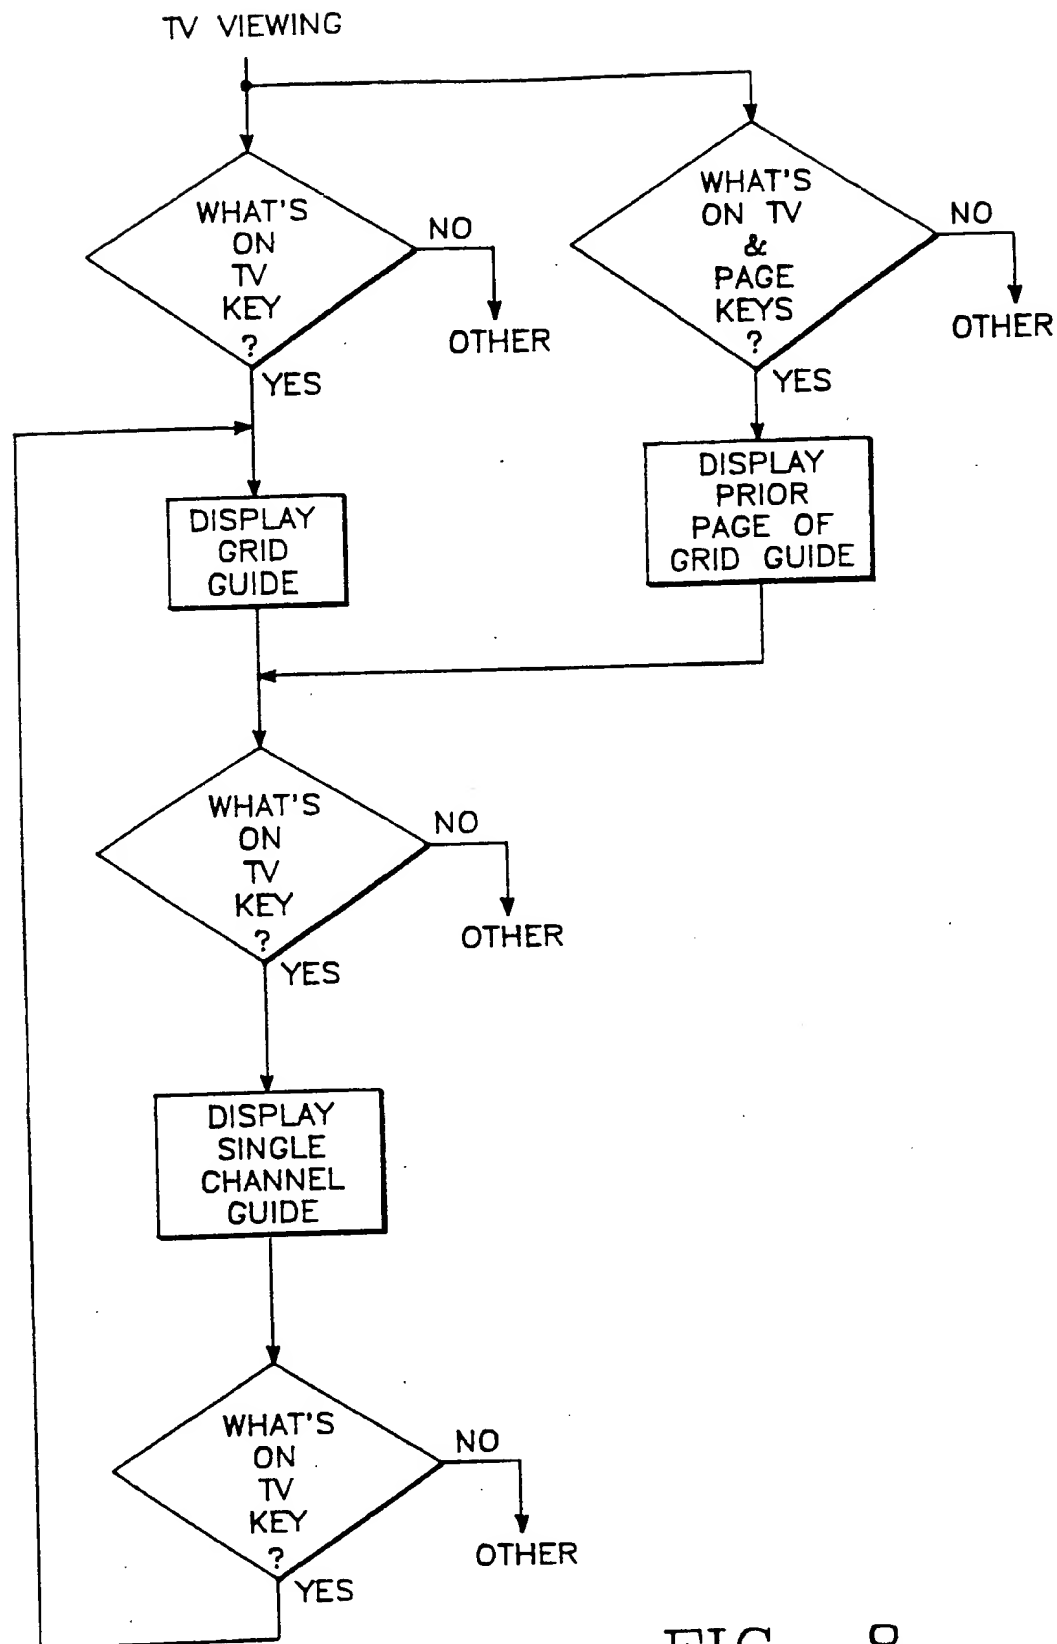 TV VIEWING
WHAT'S
ON
TV
KEY
?
NO
OTHER
YES
WHAT'S
ON TV
&
PAGE
KEYS
?
NO
OTHER
YES
DISPLAY
GRID
GUIDE
DISPLAY
PRIOR
PAGE OF
GRID GUIDE
WHAT'S
ON
TV
KEY
?
NO
OTHER
YES
DISPLAY
SINGLE
CHANNEL
GUIDE
WHAT'S
ON
TV
KEY
?
NO
OTHER
YES
FIG.